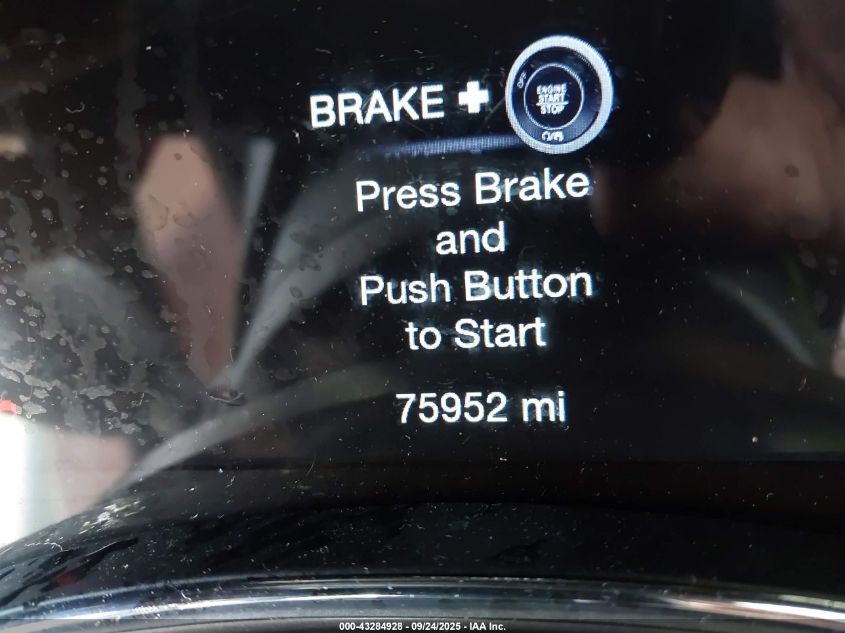 BRAKE +
OFF
ENGINE
START
STOP
Press Brake
and
Push Button
to Start
75952 mi
000-43284928 - 09/24/2025 - IAA Inc.